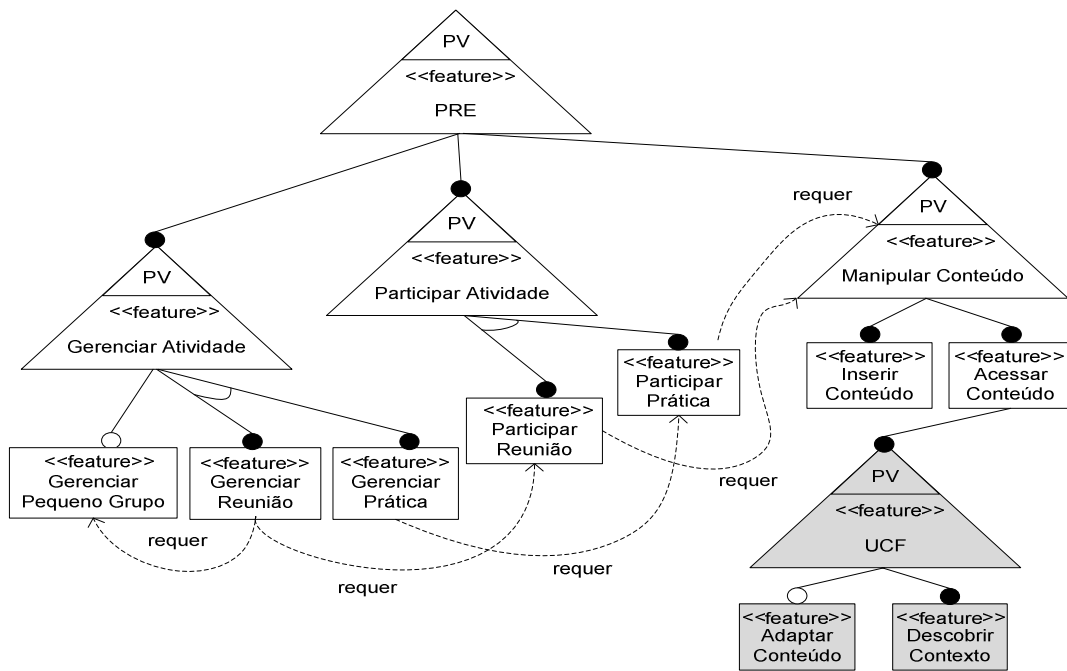 PV
<<feature>>
PRE
PV
<<feature>>
Gerenciar Atividade
PV
<<feature>>
Participar Atividade
requer
PV
<<feature>>
Manipular Conteúdo
<<feature>>
Gerenciar
Pequeno Grupo
<<feature>>
Gerenciar
Reunião
<<feature>>
Gerenciar
Prática
<<feature>>
Participar
Reunião
<<feature>>
Participar
Prática
<<feature>>
Inserir
Conteúdo
<<feature>>
Acessar
Conteúdo
requer
requer
requer
requer
PV
<<feature>>
UCF
<<feature>>
Adaptar
Conteúdo
<<feature>>
Descobrir
Contexto